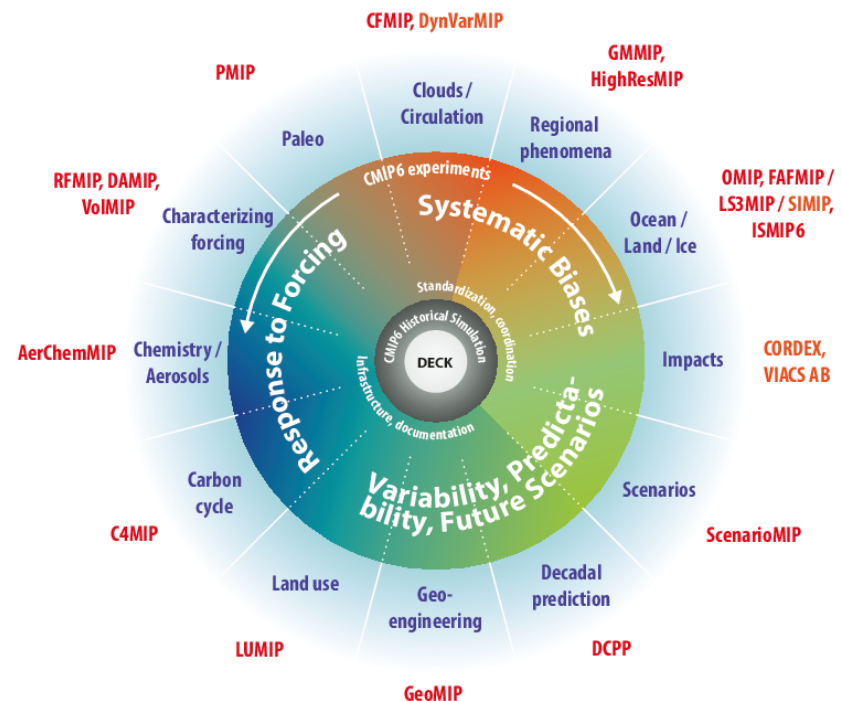 CFMIP, DynVarMIP
GMMIP,
HighResMIP
PMIP
Clouds /
Circulation
Regional
phenomena
Paleo
RFMIP, DAMIP,
VolMIP
OMIP, FAFMIP /
LS3MIP / SIMIP,
ISMIP6
Characterizing
forcing
Ocean /
Land / Ice
CMIP6 experiments
Systematic Biases
Response to Forcing
Standardization, coordination
CMIP6 Historical Simulation
DECK
Infrastructure, documentation
AerChemMIP
Chemistry /
Aerosols
Impacts
CORDEX,
VIACS AB
Variability, Predicta-
bility, Future Scenarios
Carbon
cycle
Scenarios
C4MIP
ScenarioMIP
Land use
Geo-
engineering
Decadal
prediction
LUMIP
DCPP
GeoMIP